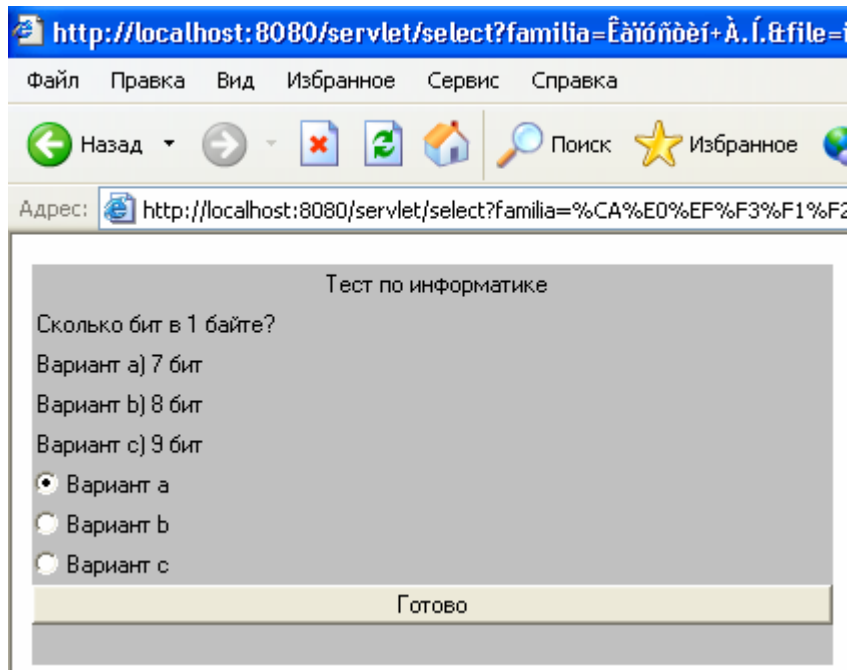 http://localhost:8080/servlet/select?familia=Êàïóñòèí+À.Í.&file=i
Файл Правка Вид Избранное Сервис Справка
Назад Поиск Избранное
Адрес: http://localhost:8080/servlet/select?familia=%CA%E0%EF%F3%F1%F2
Тест по информатике
Сколько бит в 1 байте?
Вариант a) 7 бит
Вариант b) 8 бит
Вариант c) 9 бит
Вариант a
Вариант b
Вариант c
Готово